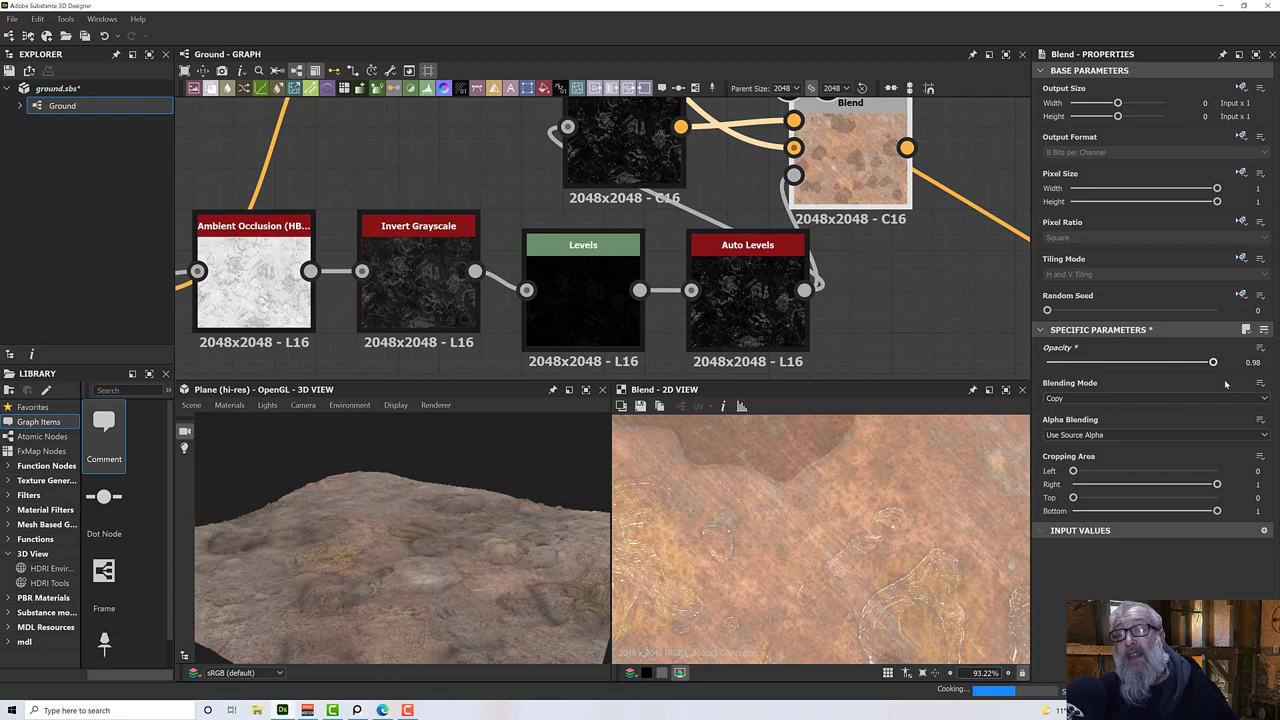 Adobe Substance 3D Designer
File Edit Tools Windows Help
EXPLORER
ground.sbs*
Ground
LIBRARY
Search
Favorites
Graph Items
Atomic Nodes
FxMap Nodes
Function Nodes
Texture Gener...
Filters
Material Filters
Mesh Based G...
Functions
3D View
HDRI Envir...
HDRI Tools
PBR Materials
Substance mo...
MDL Resources
mdl
Comment
Dot Node
Frame
Ground - GRAPH
Parent Size: 2048 2048
Blend
2048x2048 - C16
2048x2048 - C16
Ambient Occlusion (HB...
2048x2048 - L16
Invert Grayscale
2048x2048 - L16
Levels
2048x2048 - L16
Auto Levels
2048x2048 - L16
Plane (hi-res) - OpenGL - 3D VIEW
Scene Materials Lights Camera Environment Display Renderer
sRGB (default)
Blend - 2D VIEW
UV
93.22%
Cooking...
Blend - PROPERTIES
BASE PARAMETERS
Output Size
Width 0 Input x 1
Height 0 Input x 1
Output Format
8 Bits per Channel
Pixel Size
Width 1
Height 1
Pixel Ratio
Square
Tiling Mode
H and V Tiling
Random Seed
0
SPECIFIC PARAMETERS *
Opacity *
0.98
Blending Mode
Copy
Alpha Blending
Use Source Alpha
Cropping Area
Left 0
Right 1
Top 0
Bottom 1
INPUT VALUES
Type here to search